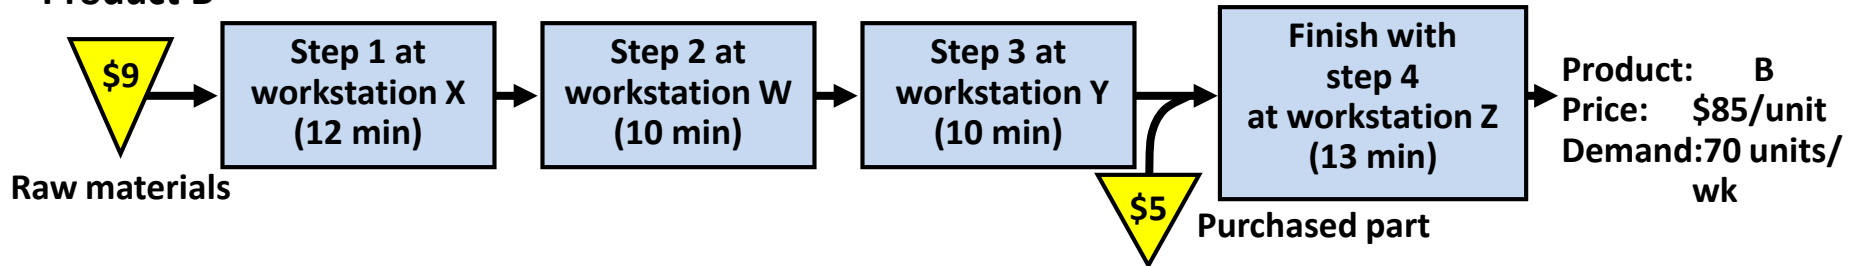 Product B
$9
Raw materials
Step 1 at
workstation X
(12 min)
Step 2 at
workstation W
(10 min)
Step 3 at
workstation Y
(10 min)
$5
Purchased part
Finish with
step 4
at workstation Z
(13 min)
Product: B
Price: $85/unit
Demand:70 units/
wk